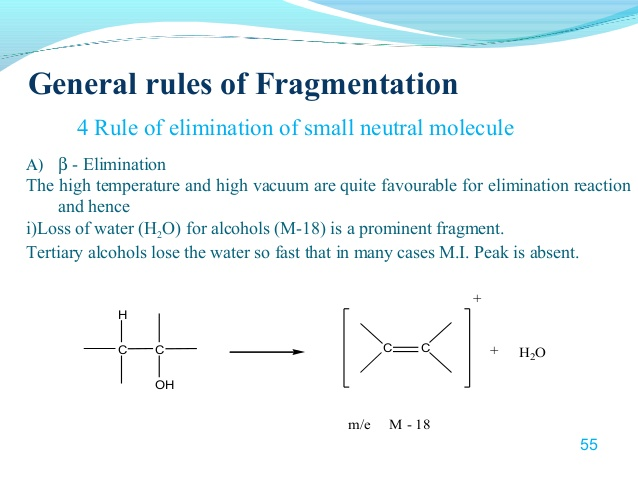 General rules of Fragmentation
4 Rule of elimination of small neutral molecule
A) β - Elimination
The high temperature and high vacuum are quite favourable for elimination reaction
and hence
i)Loss of water (H₂O) for alcohols (M-18) is a prominent fragment.
Tertiary alcohols lose the water so fast that in many cases M.I. Peak is absent.
+
H
C C
OH
C C
+ H₂O
m/e M - 18
55